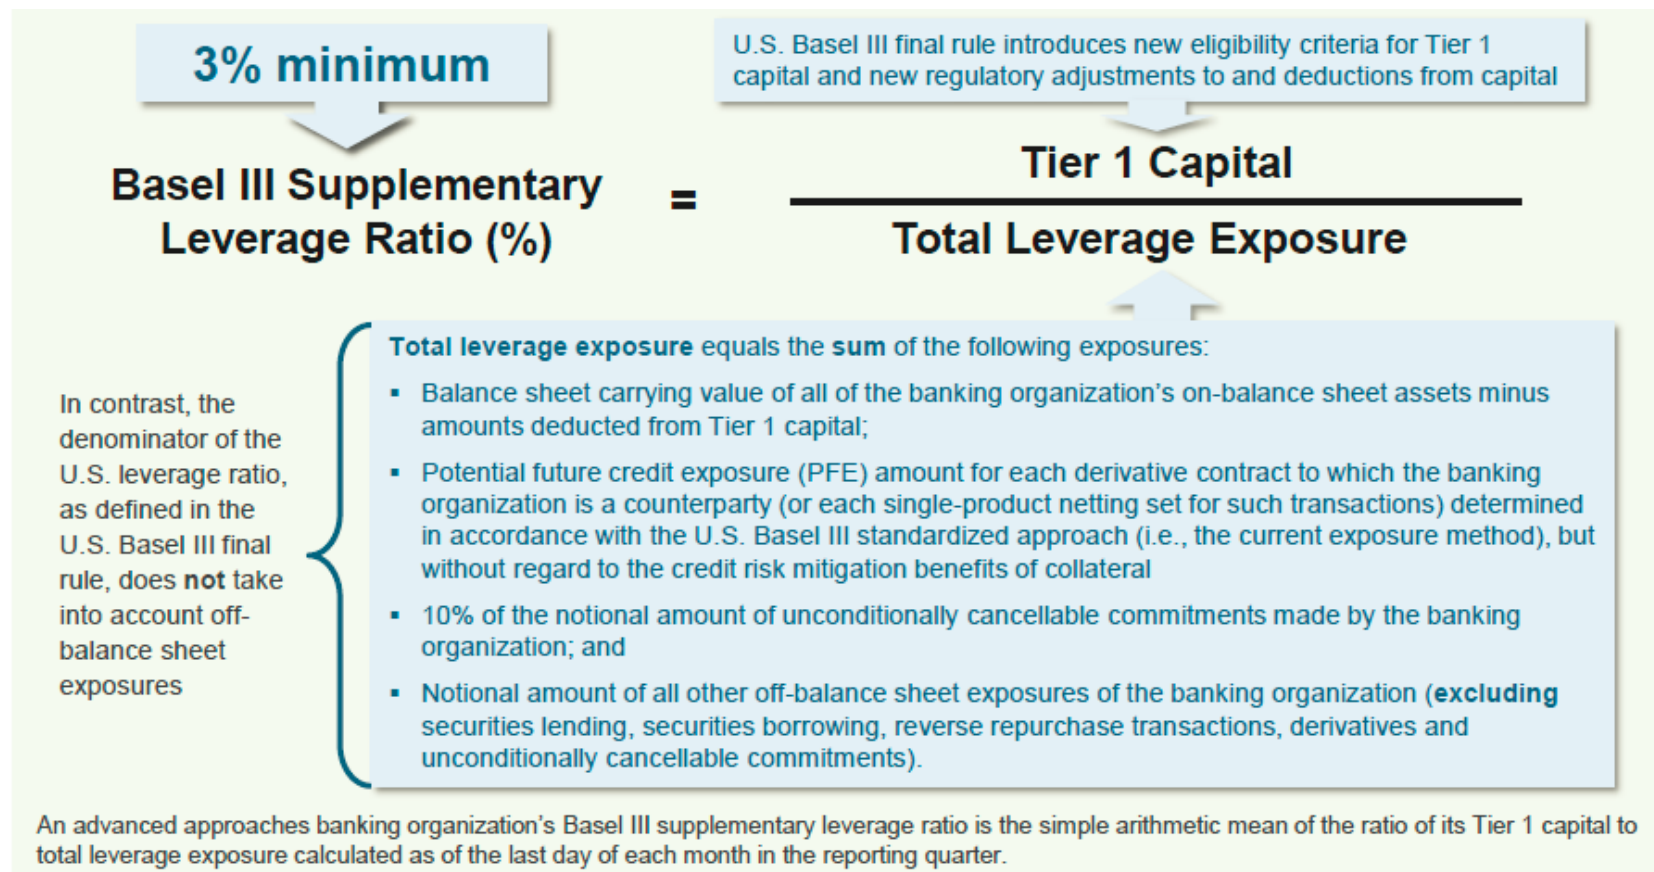 3% minimum
U.S. Basel III final rule introduces new eligibility criteria for Tier 1
capital and new regulatory adjustments to and deductions from capital
Basel III Supplementary
Leverage Ratio (%)
=
Tier 1 Capital
Total Leverage Exposure
In contrast, the
denominator of the
U.S. leverage ratio,
as defined in the
U.S. Basel III final
rule, does not take
into account off-
balance sheet
exposures
Total leverage exposure equals the sum of the following exposures:
▪ Balance sheet carrying value of all of the banking organization's on-balance sheet assets minus
amounts deducted from Tier 1 capital;
▪ Potential future credit exposure (PFE) amount for each derivative contract to which the banking
organization is a counterparty (or each single-product netting set for such transactions) determined
in accordance with the U.S. Basel III standardized approach (i.e., the current exposure method), but
without regard to the credit risk mitigation benefits of collateral
▪ 10% of the notional amount of unconditionally cancellable commitments made by the banking
organization; and
▪ Notional amount of all other off-balance sheet exposures of the banking organization (excluding
securities lending, securities borrowing, reverse repurchase transactions, derivatives and
unconditionally cancellable commitments).
An advanced approaches banking organization's Basel III supplementary leverage ratio is the simple arithmetic mean of the ratio of its Tier 1 capital to
total leverage exposure calculated as of the last day of each month in the reporting quarter.